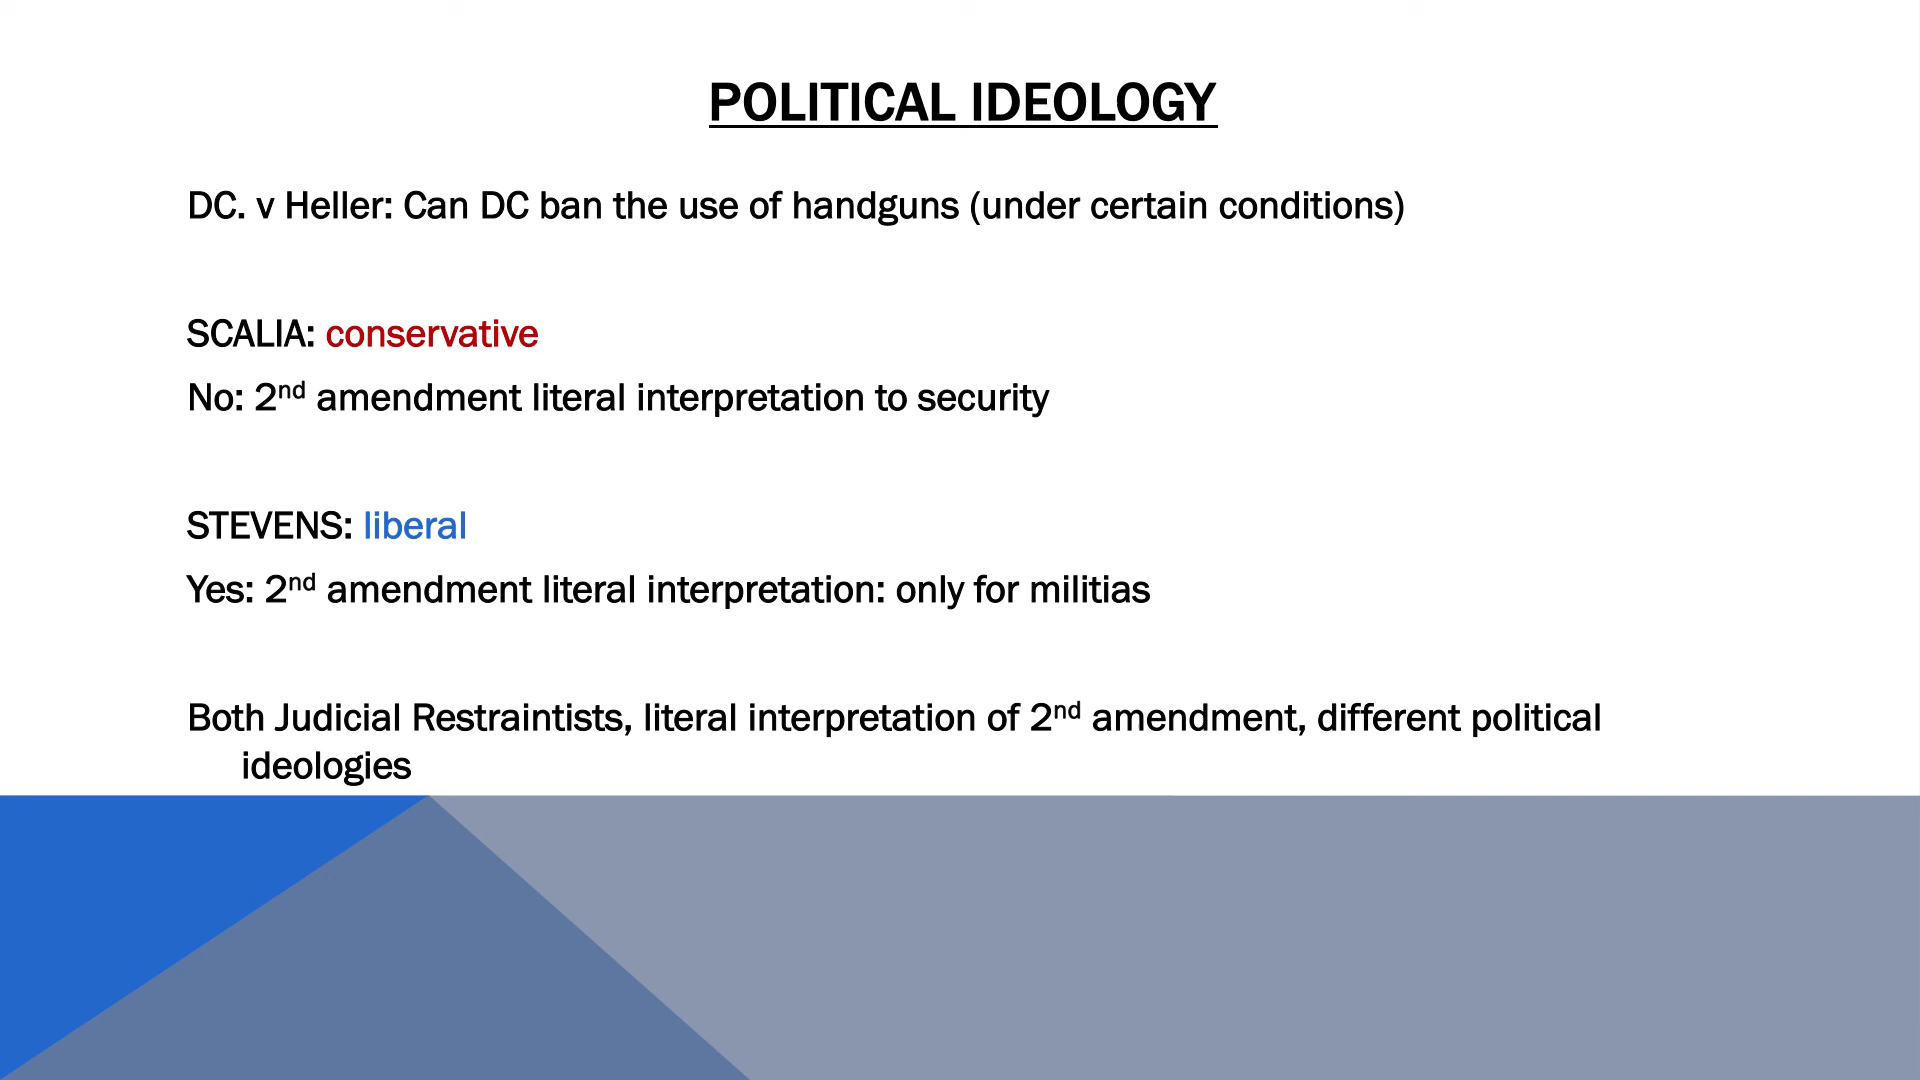 POLITICAL IDEOLOGY
DC. v Heller: Can DC ban the use of handguns (under certain conditions)
SCALIA: conservative
No: 2nd amendment literal interpretation to security
STEVENS: liberal
Yes: 2nd amendment literal interpretation: only for militias
Both Judicial Restraintists, literal interpretation of 2nd amendment, different political
ideologies